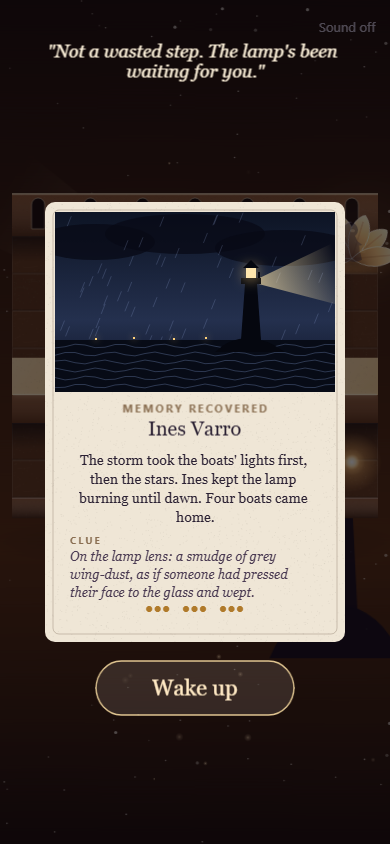 Sound off
"Not a wasted step. The lamp's been
waiting for you."
MEMORY RECOVERED
Ines Varro
The storm took the boats' lights first,
then the stars. Ines kept the lamp
burning until dawn. Four boats came
home.
CLUE
On the lamp lens: a smudge of grey
wing-dust, as if someone had pressed
their face to the glass and wept.
Wake up